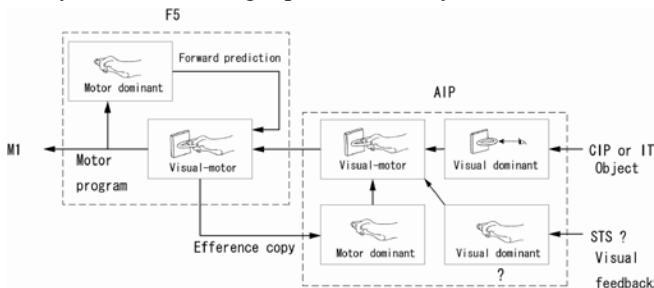 F5
Forward prediction
Motor dominant
AIP
M1
Motor
program
Visual-motor
Visual-motor
Visual dominant
CIP or IT
Object
Efference copy
Motor dominant
Visual dominant
?
STS ?
Visual
feedback